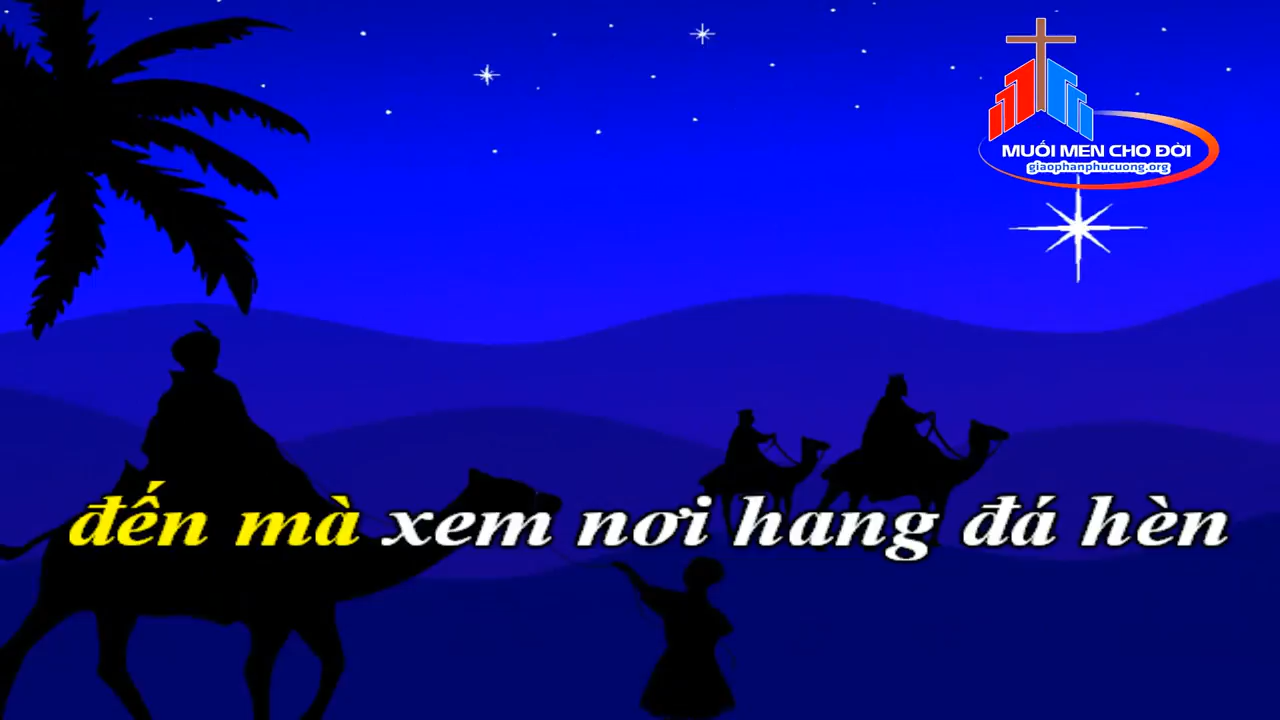 MUỐI MEN CHO ĐỜI
giaophanphucuong.org
đến mà xem nơi hang đá hèn